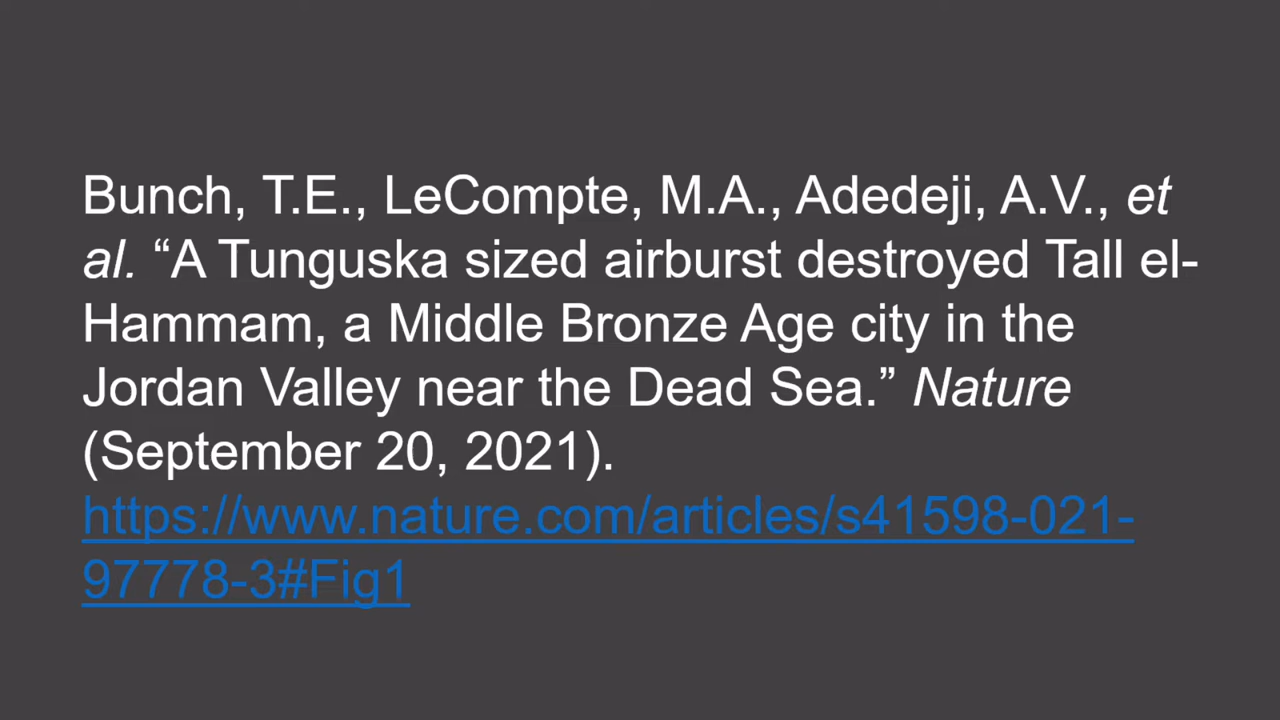 Bunch, T.E., LeCompte, M.A., Adedeji, A.V., et
al. “A Tunguska sized airburst destroyed Tall el-
Hammam, a Middle Bronze Age city in the
Jordan Valley near the Dead Sea.” Nature
(September 20, 2021).
https://www.nature.com/articles/s41598-021-
97778-3#Fig1